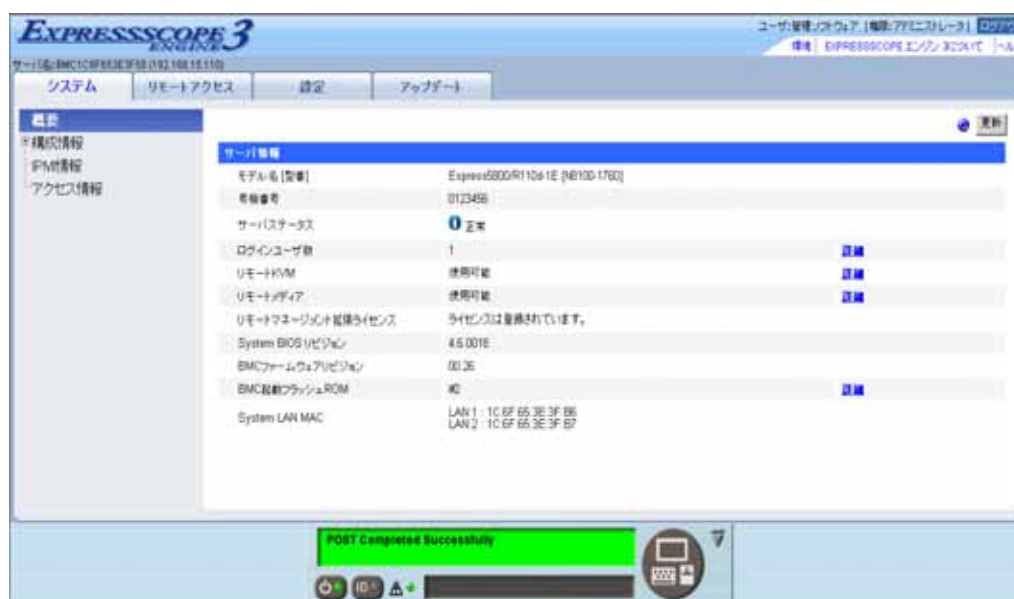 EXPRESSSCOPE
ENGINE 3
ユーザ:管理ソフトウェア [権限:アドミニストレータ]
環境 EXPRESSSCOPE エンジン 3について
システム リモートアクセス 設定 アップデート
概要
構成情報
IPMI情報
アクセス情報
更新
サーバ情報
モデル名 [型番] Express5800/R110d-1E [N8100-1760]
号機番号 0123456
サーバステータス 正常
ログインユーザ数 1 詳細
リモートKVM 使用可能 詳細
リモートメディア 使用可能 詳細
リモートマネージメント拡張ライセンス ライセンスは登録されています。
System BIOS リビジョン 4.6.0018
BMCファームウェアリビジョン 00.26
BMC起動フラッシュROM #2 詳細
System LAN MAC LAN 1 : 1C 6F 65 3E 3F B6
LAN 2 : 1C 6F 65 3E 3F B7
POST Completed Successfully
ID